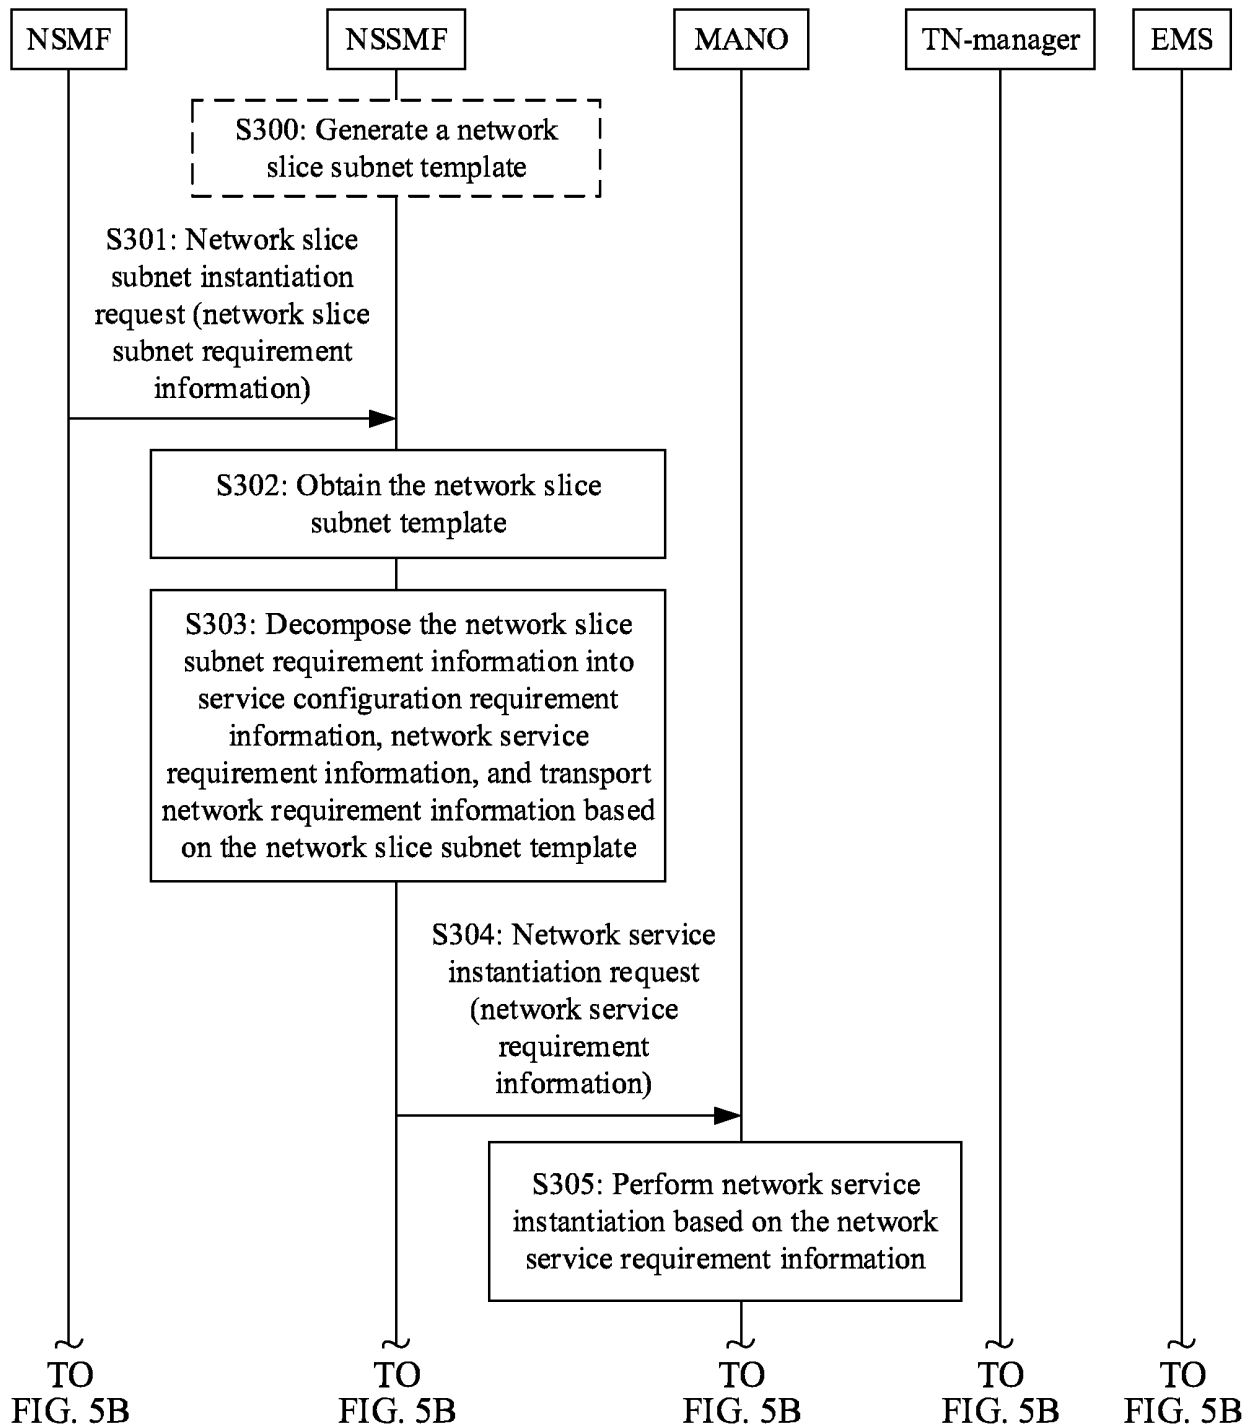 NSMF
NSSMF
MANO
TN-manager
EMS
S300: Generate a network
slice subnet template
S301: Network slice
subnet instantiation
request (network slice
subnet requirement
information)
S302: Obtain the network slice
subnet template
S303: Decompose the network slice
subnet requirement information into
service configuration requirement
information, network service
requirement information, and transport
network requirement information based
on the network slice subnet template
S304: Network service
instantiation request
(network service
requirement
information)
S305: Perform network service
instantiation based on the network
service requirement information
TO
FIG. 5B
TO
FIG. 5B
TO
FIG. 5B
TO
FIG. 5B
TO
FIG. 5B